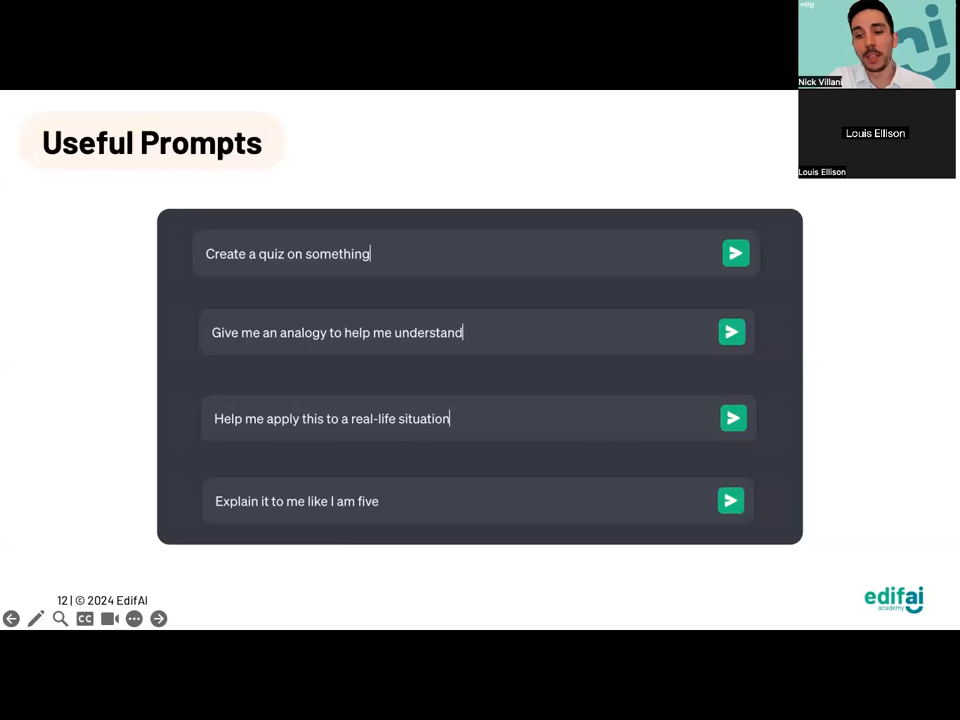 edifai
Nick Villani
Louis Ellison
Louis Ellison
Useful Prompts
Create a quiz on something
Give me an analogy to help me understand
Help me apply this to a real-life situation
Explain it to me like I am five
12 | © 2024 EdifAI
CC
edifai
academy